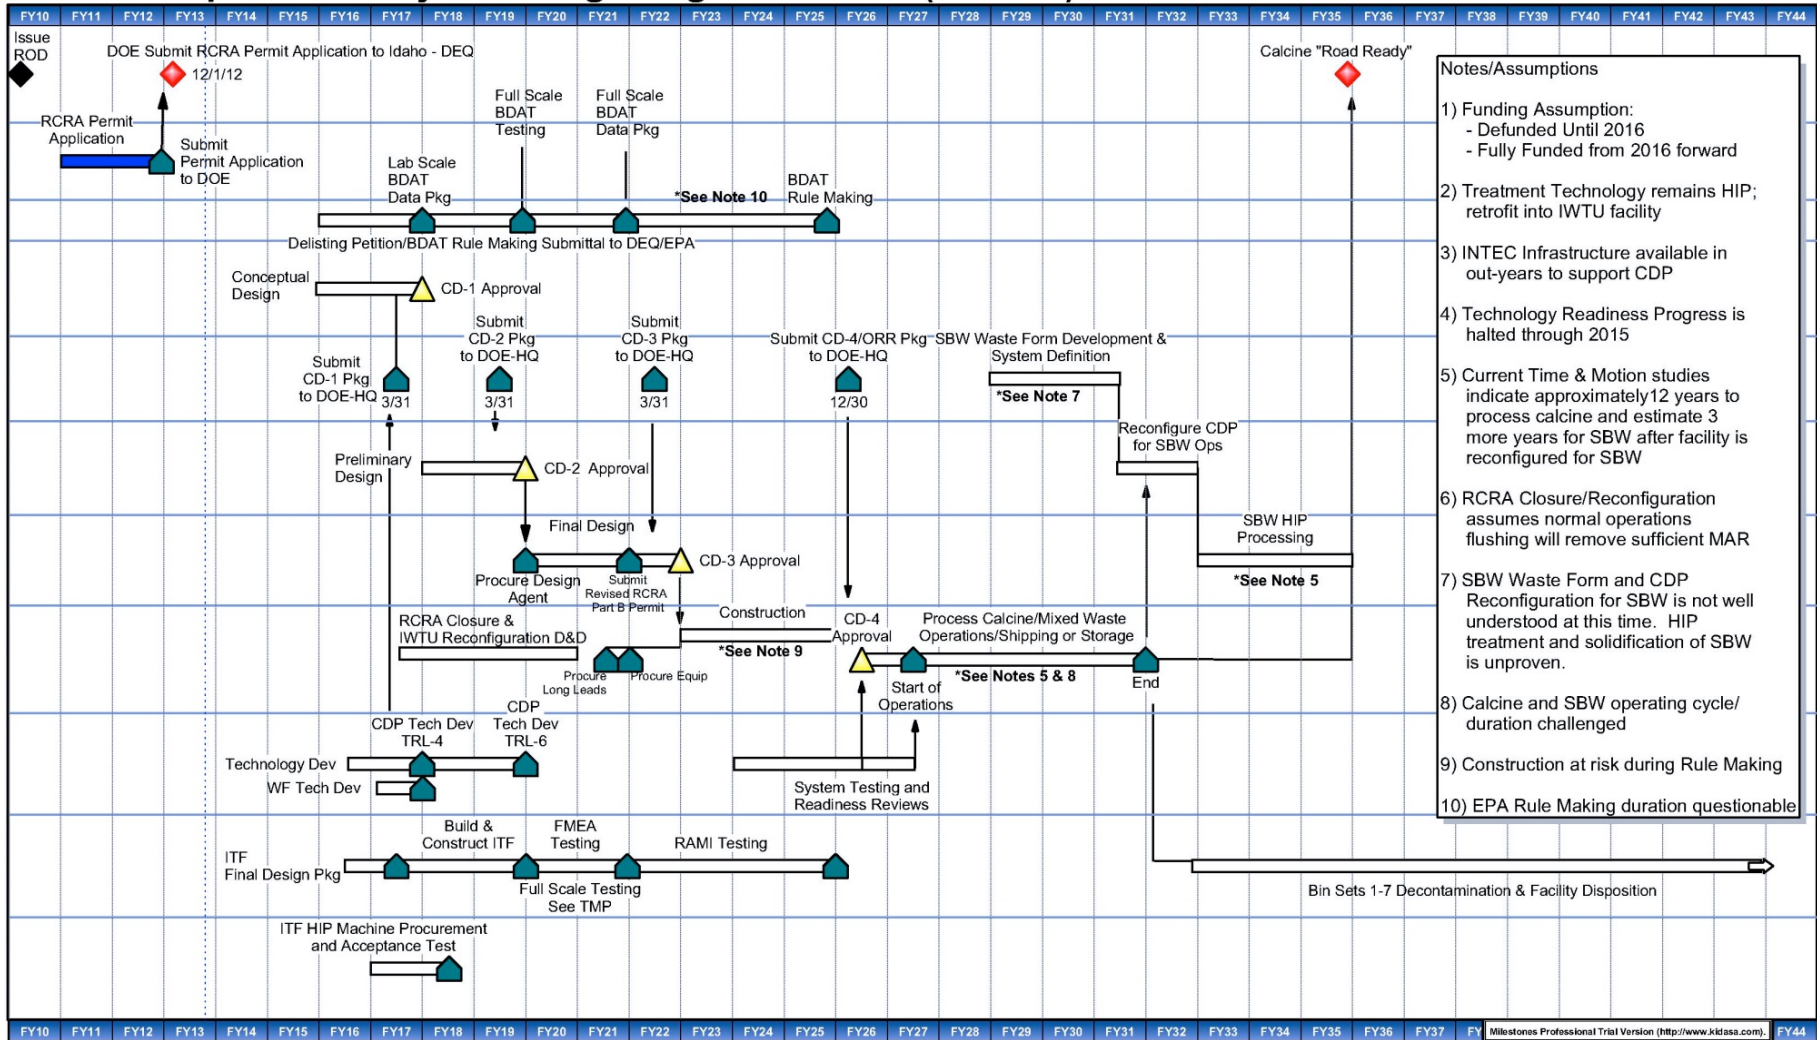 FY10 FY11 FY12 FY13 FY14 FY15 FY16 FY17 FY18 FY19 FY20 FY21 FY22 FY23 FY24 FY25 FY26 FY27 FY28 FY29 FY30 FY31 FY32 FY33 FY34 FY35 FY36 FY37 FY38 FY39 FY40 FY41 FY42 FY43 FY44
Issue
ROD
DOE Submit RCRA Permit Application to Idaho - DEQ
12/1/12
Calcine "Road Ready"
RCRA Permit
Application
Submit
Permit Application
to DOE
Full Scale
BDAT
Testing
Full Scale
BDAT
Data Pkg
Lab Scale
BDAT
Data Pkg
*See Note 10
BDAT
Rule Making
Delisting Petition/BDAT Rule Making Submittal to DEQ/EPA
Conceptual
Design
CD-1 Approval
Submit
CD-1 Pkg
to DOE-HQ
3/31
Submit
CD-2 Pkg
to DOE-HQ
3/31
Submit
CD-3 Pkg
to DOE-HQ
3/31
Submit CD-4/ORR Pkg
to DOE-HQ
12/30
SBW Waste Form Development &
System Definition
*See Note 7
Reconfigure CDP
for SBW Ops
Preliminary
Design
CD-2 Approval
Final Design
CD-3 Approval
Procure Design
Agent
Submit
Revised RCRA
Part B Permit
SBW HIP
Processing
*See Note 5
RCRA Closure &
IWTU Reconfiguration D&D
Construction
*See Note 9
Procure
Long Leads
Procure Equip
CD-4
Approval
Process Calcine/Mixed Waste
Operations/Shipping or Storage
*See Notes 5 & 8
Start of
Operations
End
CDP Tech Dev
TRL-4
CDP
Tech Dev
TRL-6
Technology Dev
WF Tech Dev
System Testing and
Readiness Reviews
ITF
Final Design Pkg
Build &
Construct ITF
FMEA
Testing
RAMI Testing
Full Scale Testing
See TMP
Bin Sets 1-7 Decontamination & Facility Disposition
ITF HIP Machine Procurement
and Acceptance Test
Notes/Assumptions
1) Funding Assumption:
- Defunded Until 2016
- Fully Funded from 2016 forward
2) Treatment Technology remains HIP;
retrofit into IWTU facility
3) INTEC Infrastructure available in
out-years to support CDP
4) Technology Readiness Progress is
halted through 2015
5) Current Time & Motion studies
indicate approximately12 years to
process calcine and estimate 3
more years for SBW after facility is
reconfigured for SBW
6) RCRA Closure/Reconfiguration
assumes normal operations
flushing will remove sufficient MAR
7) SBW Waste Form and CDP
Reconfiguration for SBW is not well
understood at this time. HIP
treatment and solidification of SBW
is unproven.
8) Calcine and SBW operating cycle/
duration challenged
9) Construction at risk during Rule Making
10) EPA Rule Making duration questionable
FY10 FY11 FY12 FY13 FY14 FY15 FY16 FY17 FY18 FY19 FY20 FY21 FY22 FY23 FY24 FY25 FY26 FY27 FY28 FY29 FY30 FY31 FY32 FY33 FY34 FY35 FY36 FY37 FY Milestones Professional Trial Version (http://www.kidasa.com). FY44